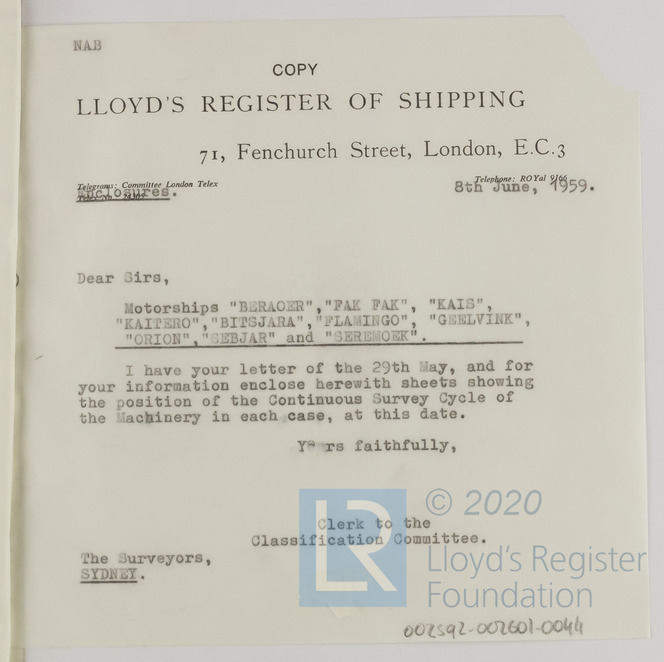 NAB
COPY
LLOYD'S REGISTER OF SHIPPING
71, Fenchurch Street, London, E.C.3
Telegrams: Committee London Telex
Telephone: ROYal 9166
Enclosures.
8th June, 1959.
Dear Sirs,
Motorships "BERAOER","FAK FAK", "KAIS",
"KAITERO","BITSJARA","FLAMINGO", "GEELVINK",
"ORION","SEBJAR" and "SEREMOEK".
I have your letter of the 29th May, and for
your information enclose herewith sheets showing
the position of the Continuous Survey Cycle of
the Machinery in each case, at this date.
Yours faithfully,
Clerk to the
Classification Committee.
The Surveyors,
SYDNEY.
LR
© 2020
Lloyd's Register
Foundation
002592-002601-0044